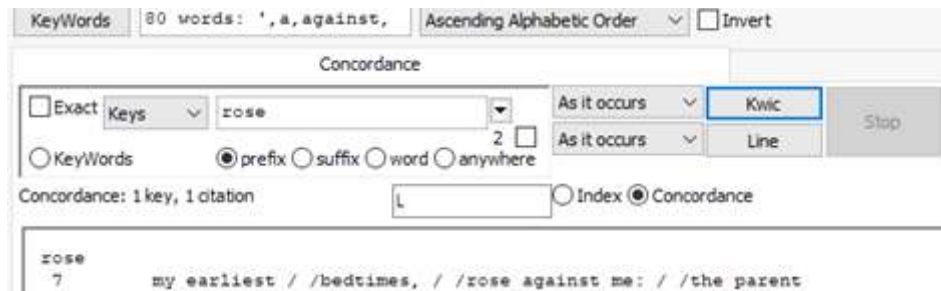 KeyWords 80 words: ',a,against, Ascending Alphabetic Order Invert
Concordance
Exact Keys rose As it occurs Kwic Stop
2 As it occurs Line
KeyWords prefix suffix word anywhere
Concordance: 1 key, 1 citation L Index Concordance
rose
7 my earliest / /bedtimes, / /rose against me: / /the parent